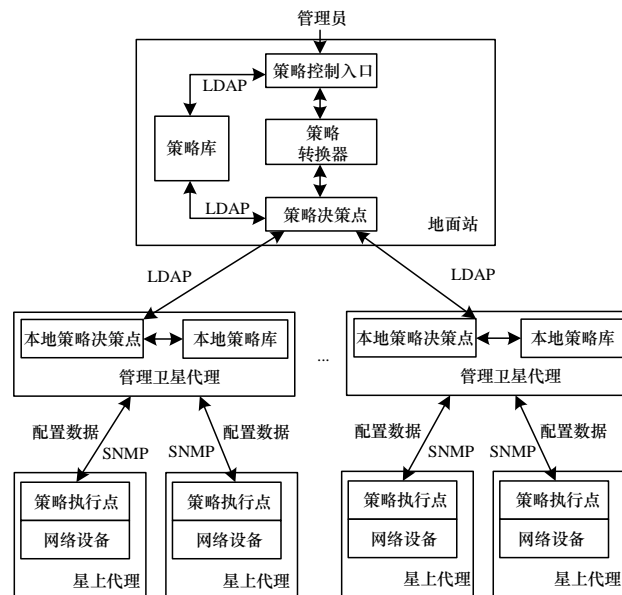 管理员
策略控制入口
LDAP
策略库
策略
转换器
LDAP
策略决策点
地面站
LDAP
LDAP
本地策略决策点
本地策略库
管理卫星代理
...
本地策略决策点
本地策略库
管理卫星代理
配置数据
SNMP
配置数据
SNMP
配置数据
SNMP
配置数据
SNMP
策略执行点
网络设备
星上代理
策略执行点
网络设备
星上代理
策略执行点
网络设备
星上代理
策略执行点
网络设备
星上代理